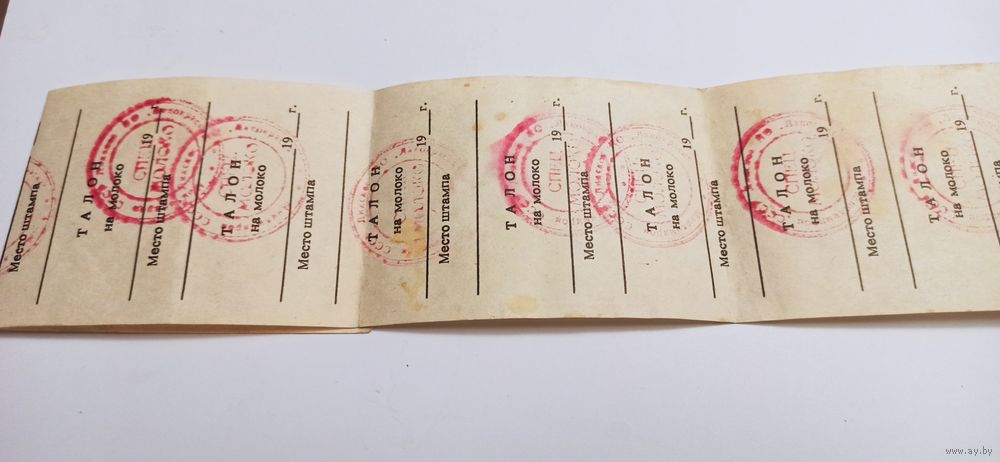 Место штампа
ТАЛОН
на молоко
19 г.
Место штампа
ТАЛОН
на молоко
19 г.
Место штампа
ТАЛОН
на молоко
19 г.
Место штампа
ТАЛОН
на молоко
19 г.
Место штампа
ТАЛОН
на молоко
19 г.
Место штампа
ТАЛОН
на молоко
19 г.
Место штампа
ТАЛОН
на молоко
19 г.
СПЕЦ
МОЛОКО
www.ay.by